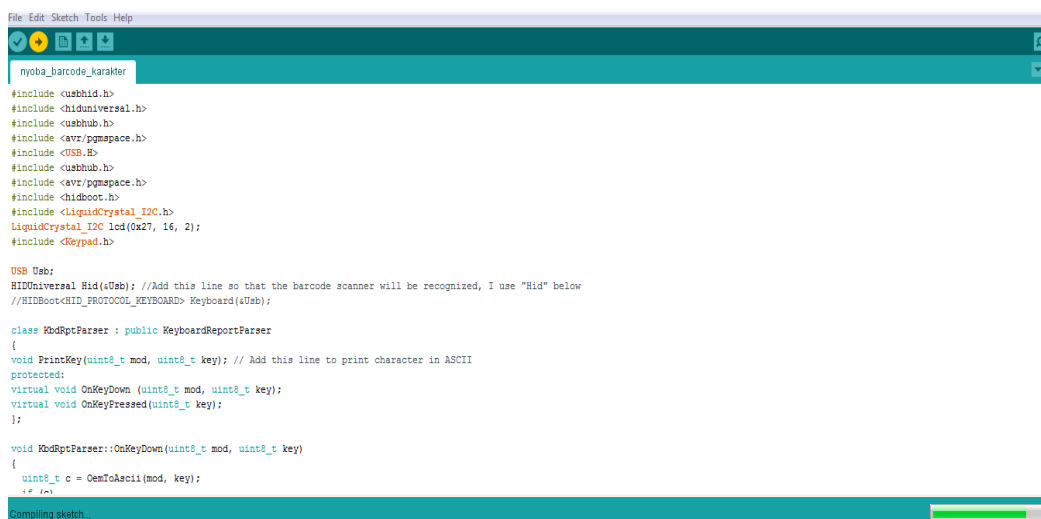 File Edit Sketch Tools Help
nyoba_barcode_karakter
#include <usbhid.h>
#include <hiduniversal.h>
#include <usbhub.h>
#include <avr/pgmspace.h>
#include <USB.H>
#include <usbhub.h>
#include <avr/pgmspace.h>
#include <hidboot.h>
#include <LiquidCrystal_I2C.h>
LiquidCrystal_I2C lcd(0x27, 16, 2);
#include <Keypad.h>
USB Usb;
HIDUniversal Hid(&Usb); //Add this line so that the barcode scanner will be recognized, I use "Hid" below
//HIDBoot<HID_PROTOCOL_KEYBOARD> Keyboard(&Usb);
class KbdRptParser : public KeyboardReportParser
{
void PrintKey(uint8_t mod, uint8_t key); // Add this line to print character in ASCII
protected:
virtual void OnKeyDown (uint8_t mod, uint8_t key);
virtual void OnKeyPressed(uint8_t key);
};
void KbdRptParser::OnKeyDown(uint8_t mod, uint8_t key)
{
uint8_t c = OemToAscii(mod, key);
if (c)
Compiling sketch...